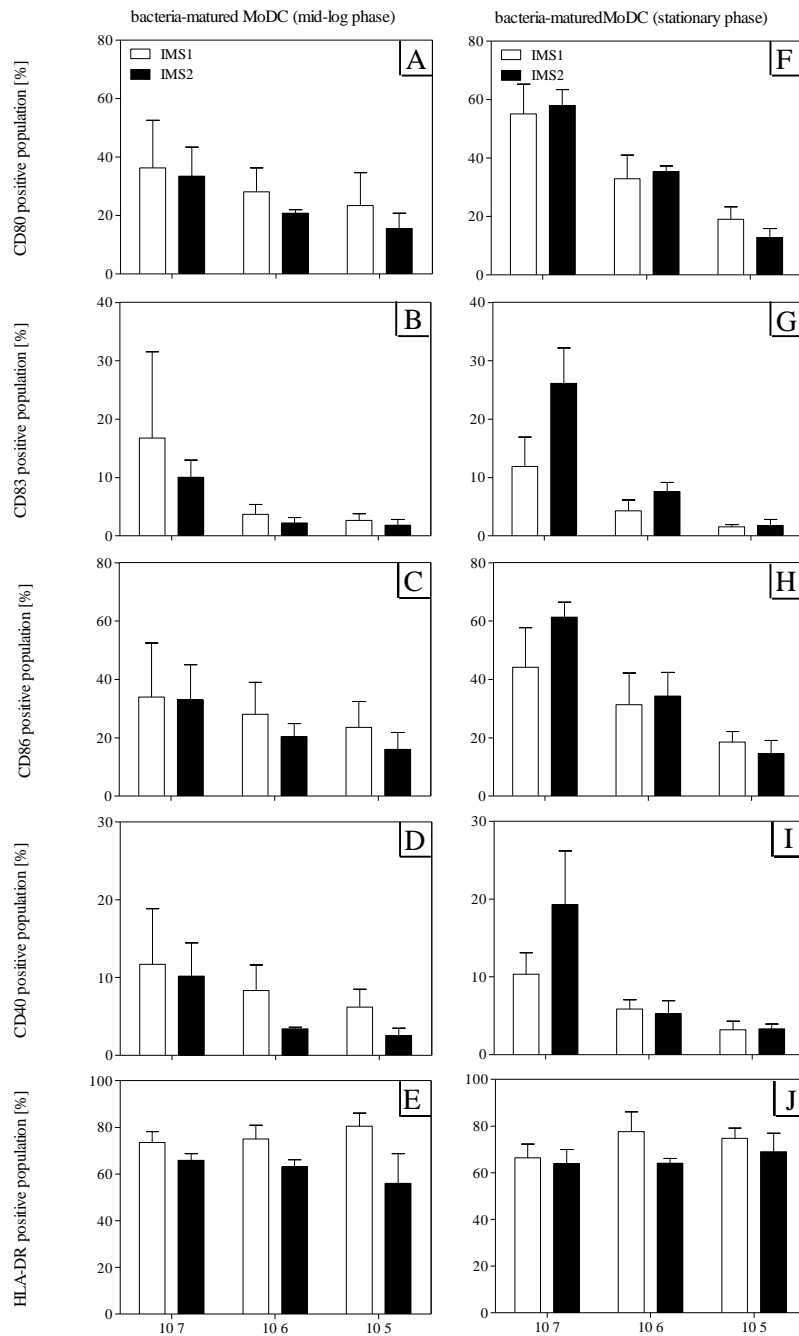 bacteria-matured MoDC (mid-log phase)
bacteria-maturedMoDC (stationary phase)
CD80 positive population [%]
80
60
40
20
0
IMS1
IMS2
A
80
60
40
20
0
IMS1
IMS2
F
CD83 positive population [%]
40
30
20
10
0
B
40
30
20
10
0
G
CD86 positive population [%]
80
60
40
20
0
C
80
60
40
20
0
H
CD40 positive population [%]
30
20
10
0
D
30
20
10
0
I
HLA-DR positive population [%]
100
80
60
40
20
0
E
100
80
60
40
20
0
J
10 7
10 6
10 5
10 7
10 6
10 5